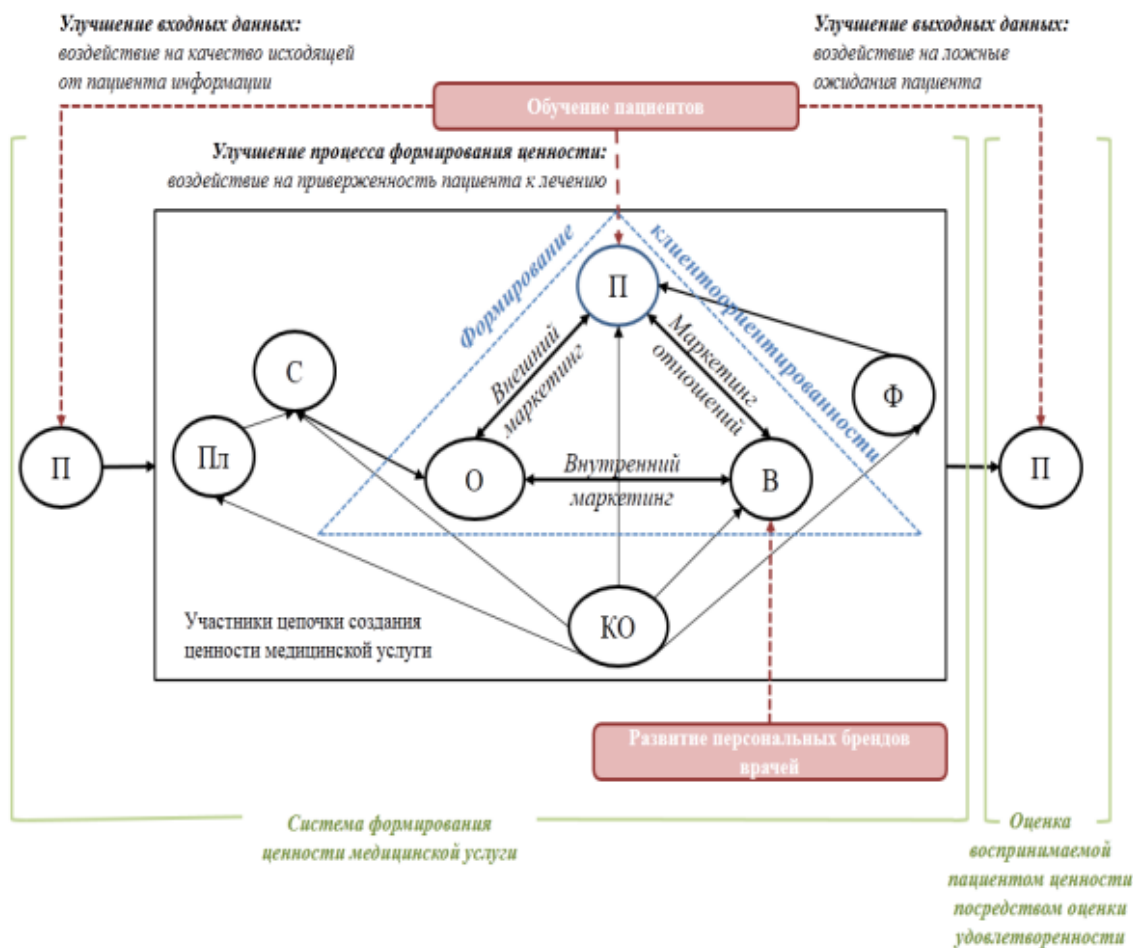 Улучшение входных данных:
воздействие на качество исходящей
от пациента информации
Улучшение выходных данных:
воздействие на ложные
ожидания пациента
Обучение пациентов
Улучшение процесса формирования ценности:
воздействие на приверженность пациента к лечению
Формирование
клиентоориентированности
П
Внешний
маркетинг
Маркетинг
отношений
С
Ф
П
Пл
О
Внутренний
маркетинг
В
П
КО
Участники цепочки создания
ценности медицинской услуги
Развитие персональных брендов
врачей
Система формирования
ценности медицинской услуги
Оценка
воспринимаемой
пациентом ценности
посредством оценки
удовлетворенности